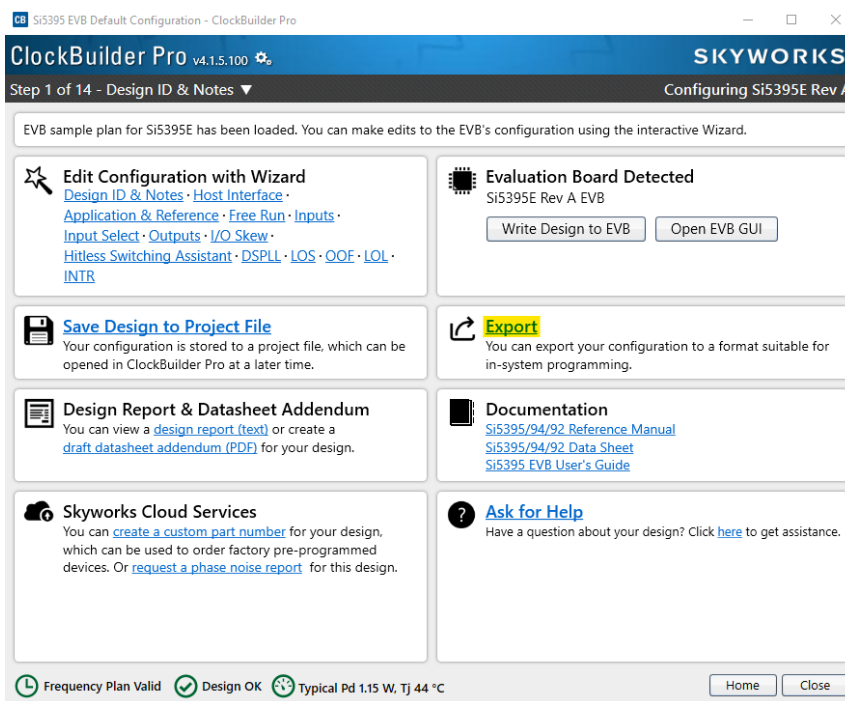 CB Si5395 EVB Default Configuration - ClockBuilder Pro
ClockBuilder Pro v4.1.5.100
SKYWORKS
Step 1 of 14 - Design ID & Notes ▼
Configuring Si5395E Rev A
EVB sample plan for Si5395E has been loaded. You can make edits to the EVB's configuration using the interactive Wizard.
Edit Configuration with Wizard
Design ID & Notes · Host Interface ·
Application & Reference · Free Run · Inputs ·
Input Select · Outputs · I/O Skew ·
Hitless Switching Assistant · DSPLL · LOS · OOF · LOL ·
INTR
Evaluation Board Detected
Si5395E Rev A EVB
Write Design to EVB
Open EVB GUI
Save Design to Project File
Your configuration is stored to a project file, which can be
opened in ClockBuilder Pro at a later time.
Export
You can export your configuration to a format suitable for
in-system programming.
Design Report & Datasheet Addendum
You can view a design report (text) or create a
draft datasheet addendum (PDF) for your design.
Documentation
Si5395/94/92 Reference Manual
Si5395/94/92 Data Sheet
Si5395 EVB User's Guide
Skyworks Cloud Services
You can create a custom part number for your design,
which can be used to order factory pre-programmed
devices. Or request a phase noise report for this design.
Ask for Help
Have a question about your design? Click here to get assistance.
Frequency Plan Valid
Design OK
Typical Pd 1.15 W, Tj 44 °C
Home
Close